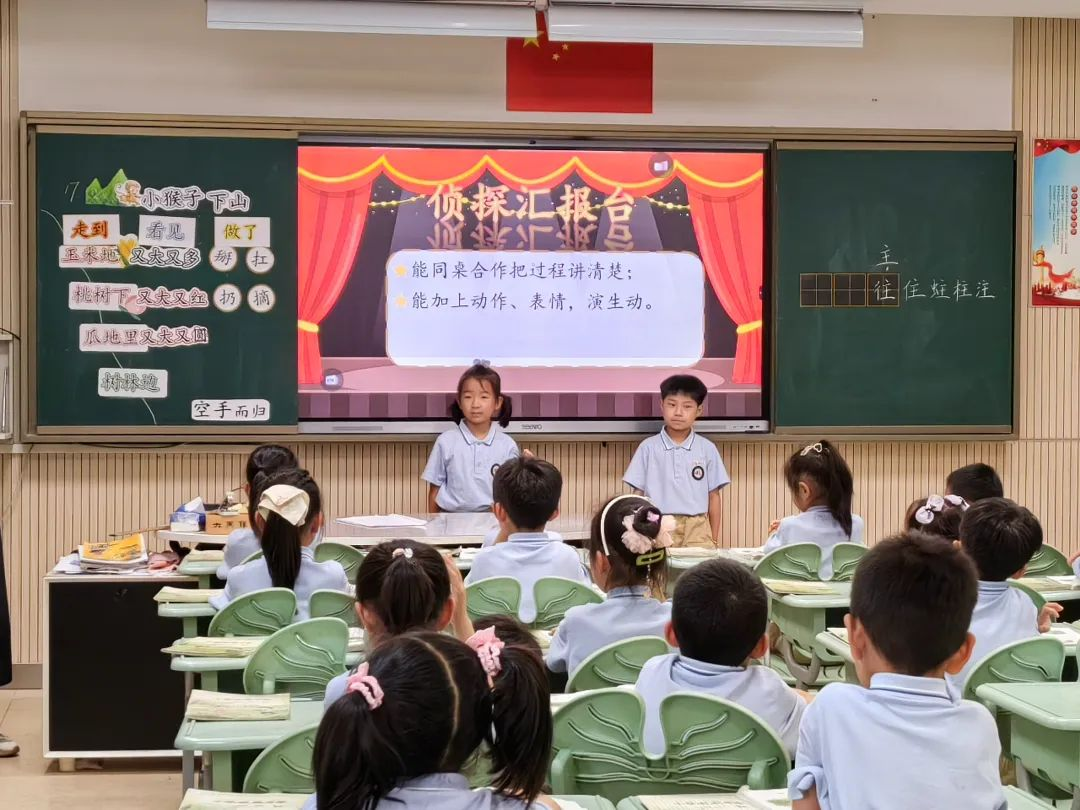 17 小猴子下山
走到 看见 做了
玉米地 又大又多 掰 扛
桃树下 又大又红 扔 摘
瓜地里 又大又圆
树林边
空手而归
侦探汇报台
能同桌合作把过程讲清楚；
能加上动作、表情，演生动。
主
往 住 蛀 柱 注